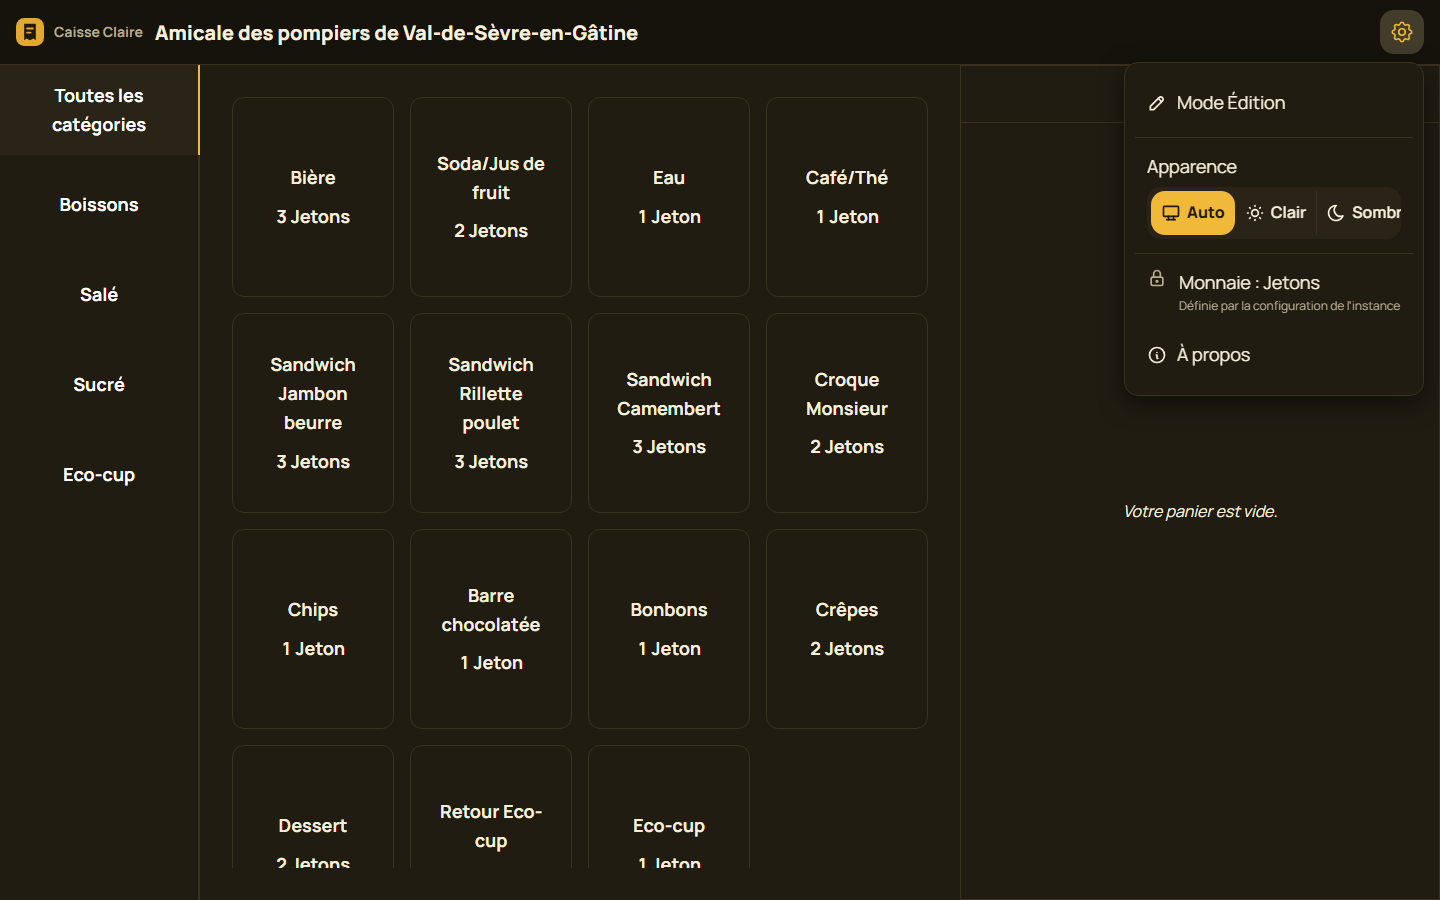 Caisse Claire Amicale des pompiers de Val-de-Sèvre-en-Gâtine
Toutes les
catégories
Boissons
Salé
Sucré
Eco-cup
Bière
3 Jetons
Soda/Jus de
fruit
2 Jetons
Eau
1 Jeton
Café/Thé
1 Jeton
Sandwich
Jambon
beurre
3 Jetons
Sandwich
Rillette
poulet
3 Jetons
Sandwich
Camembert
3 Jetons
Croque
Monsieur
2 Jetons
Chips
1 Jeton
Barre
chocolatée
1 Jeton
Bonbons
1 Jeton
Crêpes
2 Jetons
Dessert
2 Jetons
Retour Eco-
cup
Eco-cup
1 Jeton
Mode Édition
Apparence
Auto Clair Sombr
Monnaie : Jetons
Définie par la configuration de l'instance
À propos
Votre panier est vide.